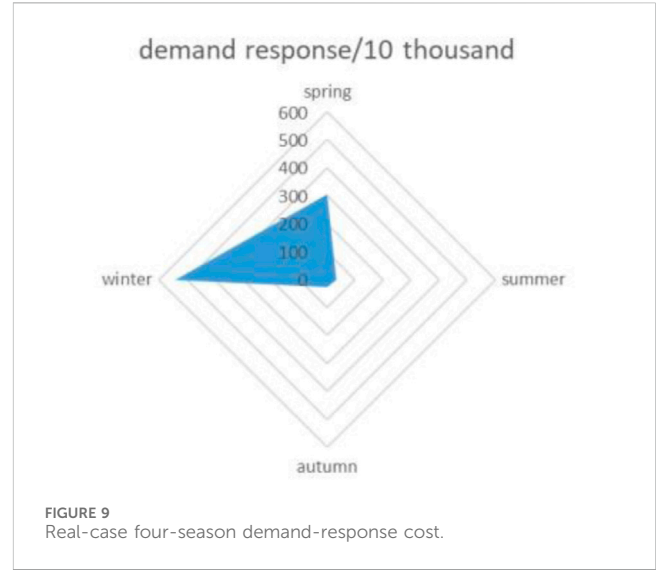 demand response/10 thousand
spring
600
500
400
300
200
100
0
winter
summer
autumn
FIGURE 9
Real-case four-season demand-response cost.